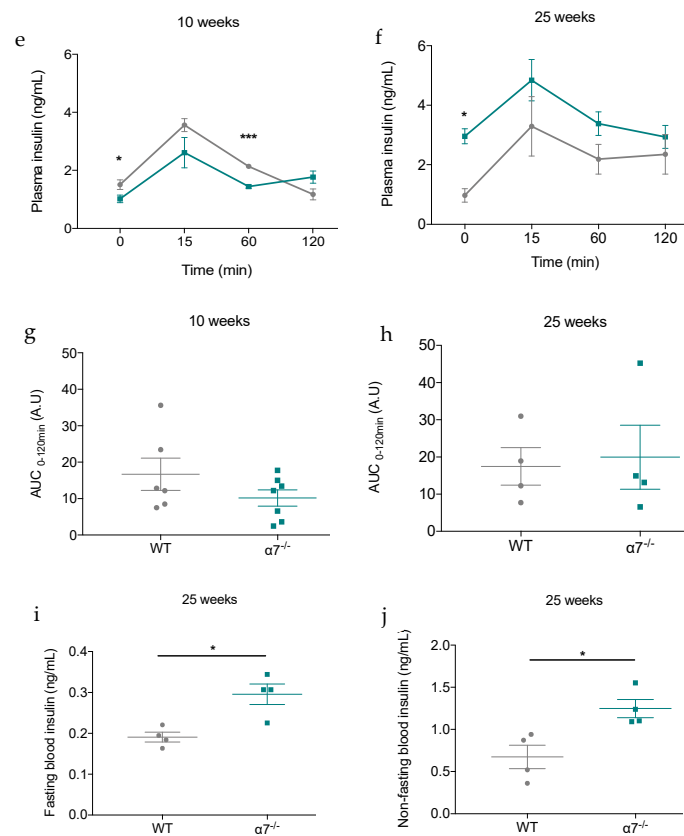 e
10 weeks
Plasma insulin (ng/mL)
6
4
2
0
*
***
0 15 60 120
Time (min)
f
25 weeks
Plasma insulin (ng/mL)
6
4
2
0
*
0 15 60 120
Time (min)
g
10 weeks
AUC 0-120min (A.U)
50
40
30
20
10
0
WT α7-/-
h
25 weeks
AUC 0-120min (A.U)
50
40
30
20
10
0
WT α7-/-
i
25 weeks
Fasting blood insulin (ng/mL)
0.4
0.3
0.2
0.1
0.0
*
WT α7-/-
j
25 weeks
Non-fasting blood insulin (ng/mL)
2.0
1.5
1.0
0.5
0.0
*
WT α7-/-